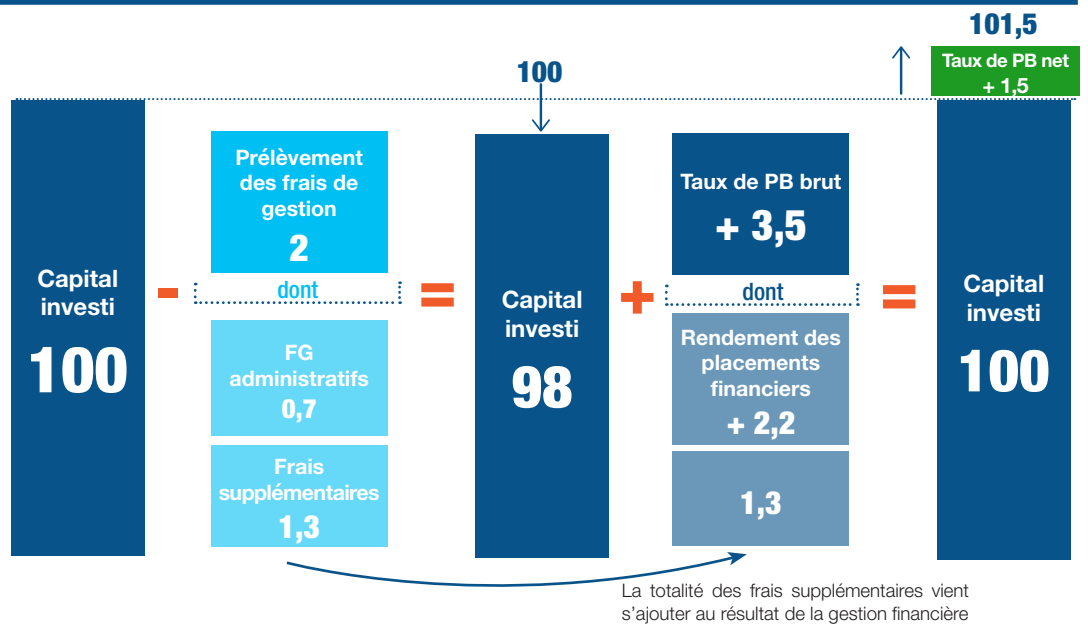 Capital
investi
100
-
Prélèvement
des frais de
gestion
2
dont
FG
administratifs
0,7
Frais
supplémentaires
1,3
=
100
Capital
investi
98
+
Taux de PB brut
+ 3,5
dont
Rendement des
placements
financiers
+ 2,2
1,3
=
101,5
Taux de PB net
+ 1,5
Capital
investi
100
La totalité des frais supplémentaires vient
s’ajouter au résultat de la gestion financière